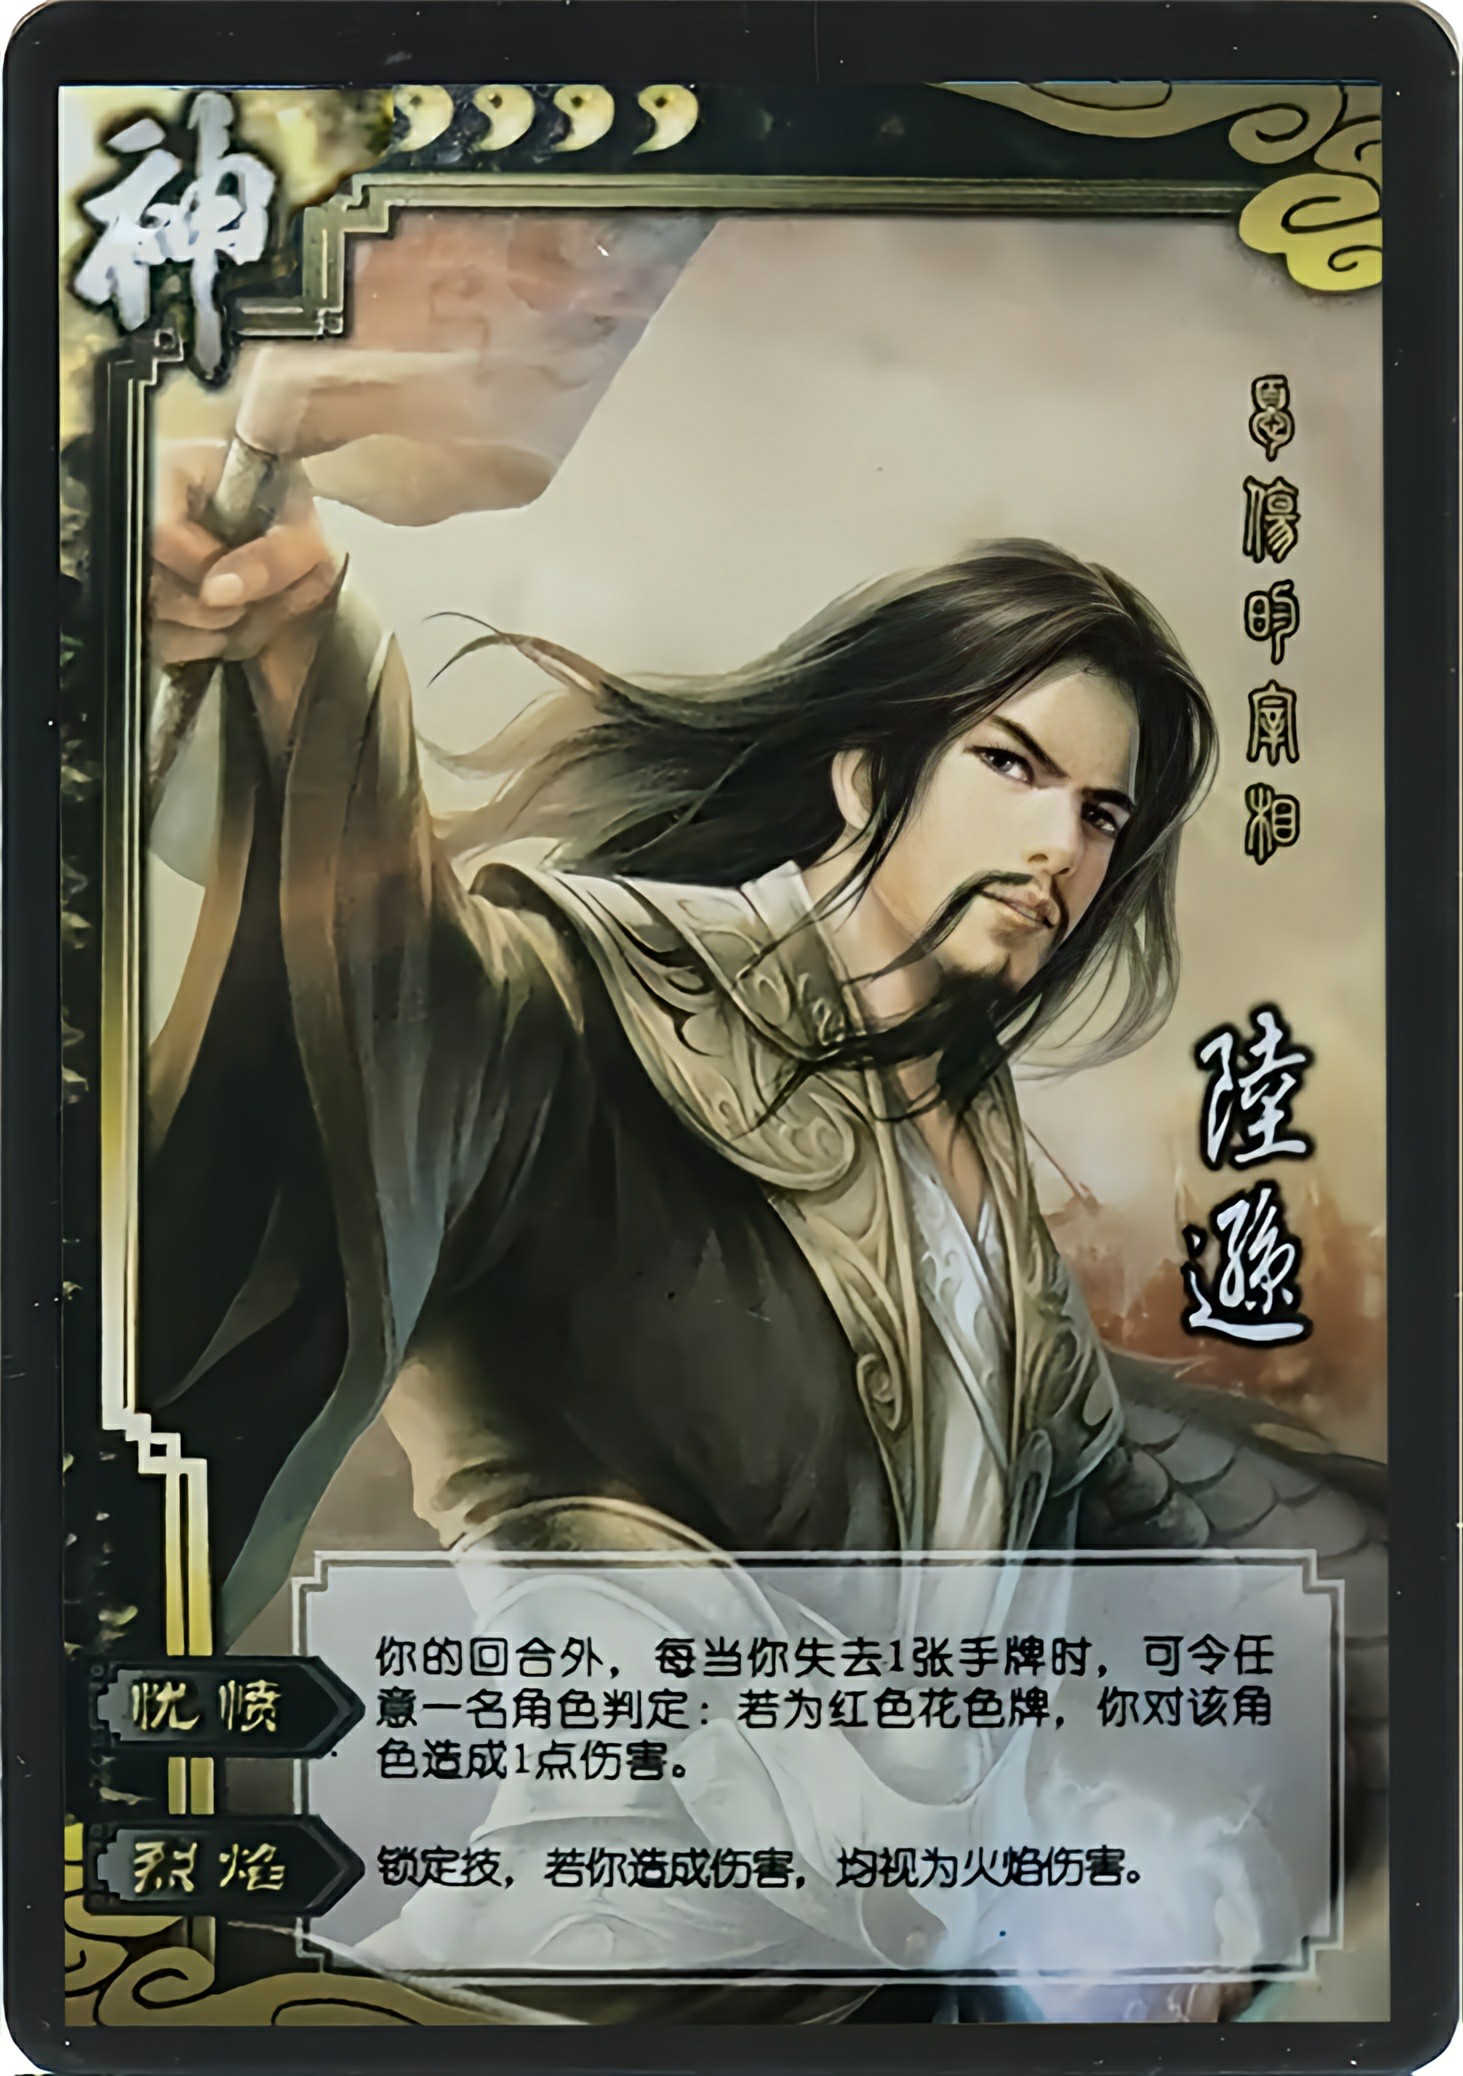 神
忧伤的宰相
陸遜
你的回合外，每当你失去1张手牌时，可令任
意一名角色判定：若为红色花色牌，你对该角
色造成1点伤害。
忧愤
烈焰
锁定技，若你造成伤害，均视为火焰伤害。